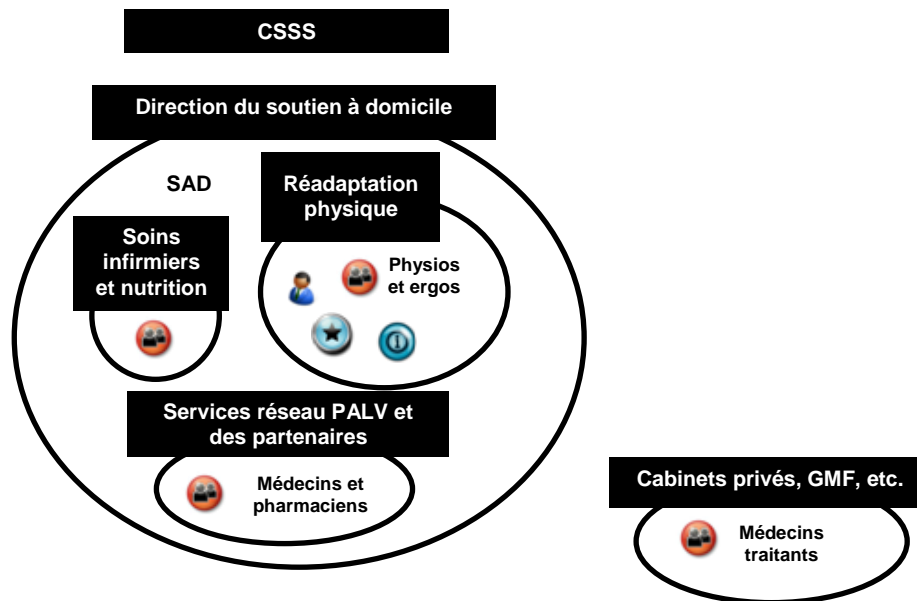 CSSS
Direction du soutien à domicile
SAD
Réadaptation
physique
Soins
infirmiers
et nutrition
Physios
et ergos
Services réseau PALV et
des partenaires
Médecins et
pharmaciens
Cabinets privés, GMF, etc.
Médecins
traitants